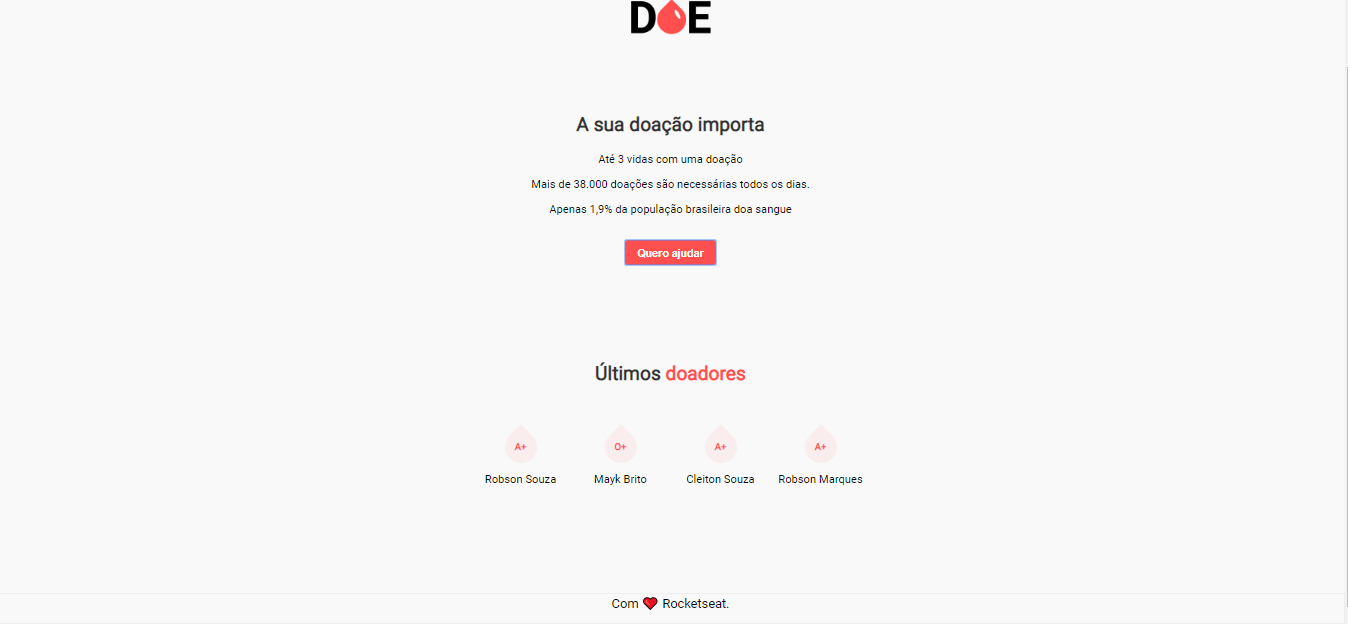 DOE
A sua doação importa
Até 3 vidas com uma doação
Mais de 38.000 doações são necessárias todos os dias.
Apenas 1,9% da população brasileira doa sangue
Quero ajudar
Últimos doadores
A+ O+ A+ A+
Robson Souza Mayk Brito Cleiton Souza Robson Marques
Com ❤ Rocketseat.